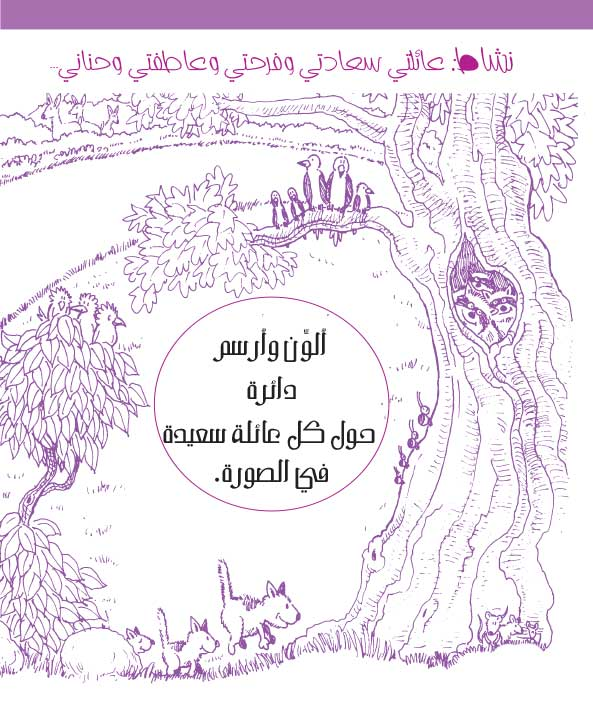 نشاط: عائلتي سعادتي وفرحتي وعاطفتي وحناني...
ألوّن وأرسم
دائرة
حول كل عائلة سعيدة
في الصورة.